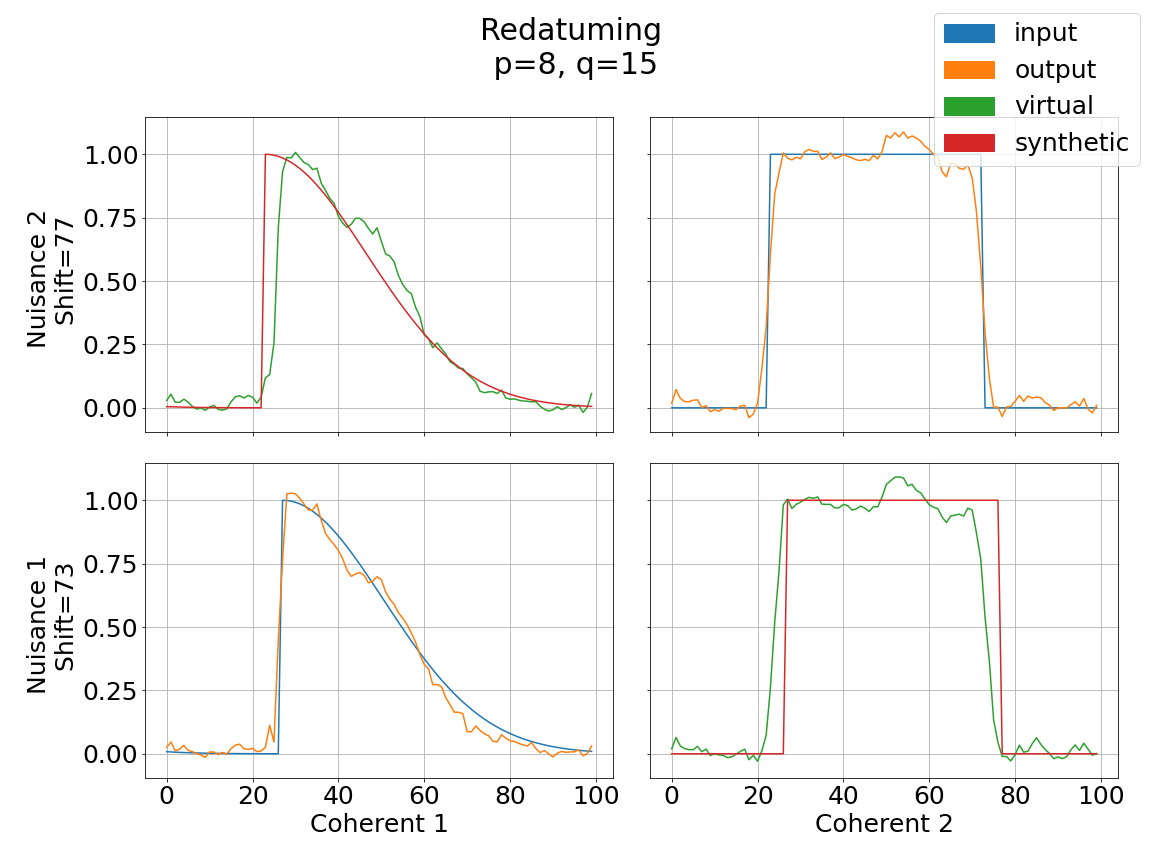 Redatuming
p=8, q=15
input
output
virtual
synthetic
Nuisance 2
Shift=77
1.00
0.75
0.50
0.25
0.00
Nuisance 1
Shift=73
1.00
0.75
0.50
0.25
0.00
0 20 40 60 80 100
Coherent 1
0 20 40 60 80 100
Coherent 2